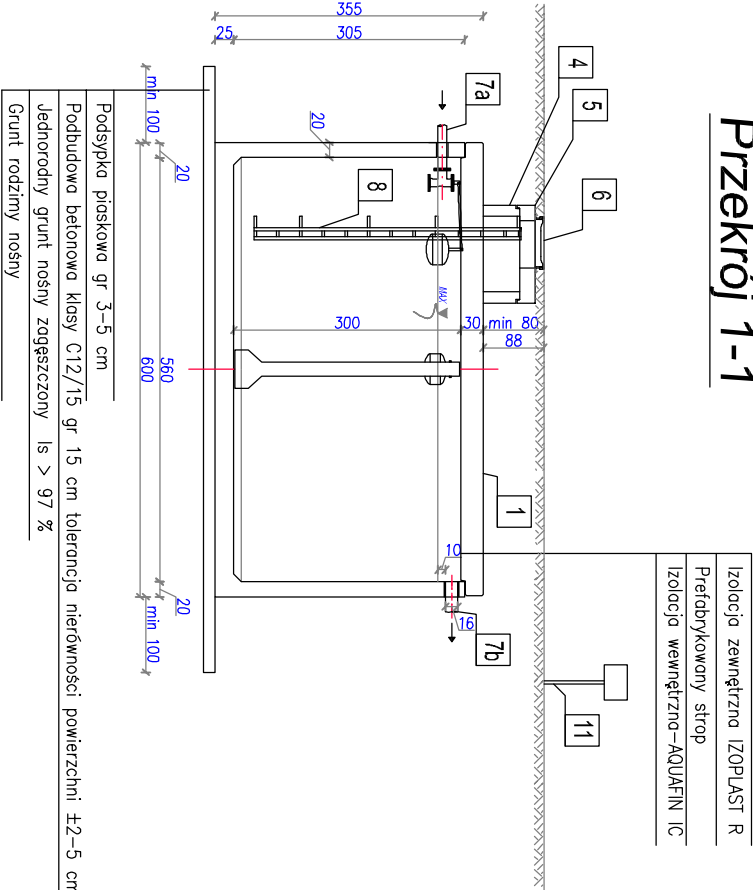 Przekrój 1-1
Izolacja zewnętrzna IZOPLAST R
Prefabrykowany strop
Izolacja wewnętrzna-AQUAFIN IC
4
5
6
7a
8
1
7b
11
355
25
305
20
MAX
300
30
min 80
88
10
16
min 100
20
560
600
20
min 100
Podsypka piaskowa gr 3-5 cm
Podbudowa betonowa klasy C12/15 gr 15 cm tolerancja nierówności powierzchni ±2-5 cm
Jednorodny grunt nośny zagęszczony Is > 97 %
Grunt rodzimy nośny